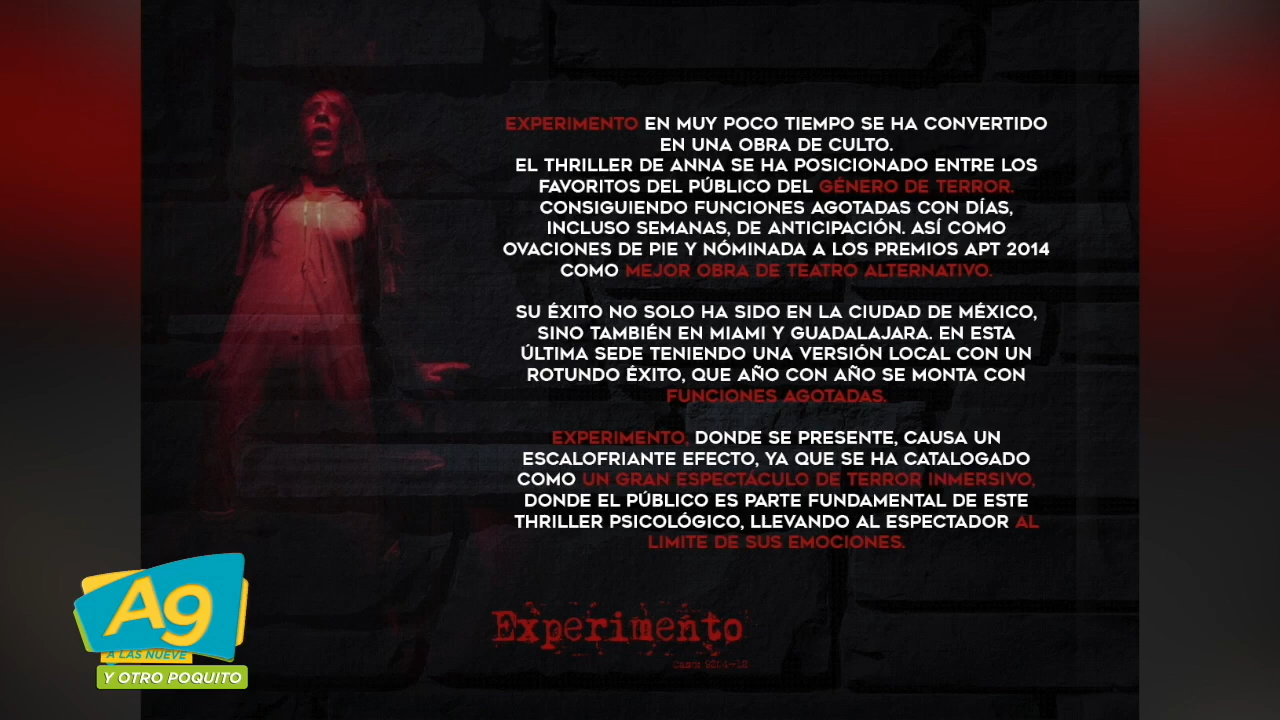 EXPERIMENTO EN MUY POCO TIEMPO SE HA CONVERTIDO
EN UNA OBRA DE CULTO.
EL THRILLER DE ANNA SE HA POSICIONADO ENTRE LOS
FAVORITOS DEL PÚBLICO DEL GÉNERO DE TERROR.
CONSIGUIENDO FUNCIONES AGOTADAS CON DÍAS,
INCLUSO SEMANAS, DE ANTICIPACIÓN. ASÍ COMO
OVACIONES DE PIE Y NÓMINADA A LOS PREMIOS APT 2014
COMO MEJOR OBRA DE TEATRO ALTERNATIVO.
SU ÉXITO NO SOLO HA SIDO EN LA CIUDAD DE MÉXICO,
SINO TAMBIÉN EN MIAMI Y GUADALAJARA. EN ESTA
ÚLTIMA SEDE TENIENDO UNA VERSIÓN LOCAL CON UN
ROTUNDO ÉXITO, QUE AÑO CON AÑO SE MONTA CON
FUNCIONES AGOTADAS.
EXPERIMENTO, DONDE SE PRESENTE, CAUSA UN
ESCALOFRIANTE EFECTO, YA QUE SE HA CATALOGADO
COMO UN GRAN ESPECTÁCULO DE TERROR INMERSIVO,
DONDE EL PÚBLICO ES PARTE FUNDAMENTAL DE ESTE
THRILLER PSICOLÓGICO, LLEVANDO AL ESPECTADOR AL
LIMITE DE SUS EMOCIONES.
Experimento
A9
A LAS NUEVE
Y OTRO POQUITO